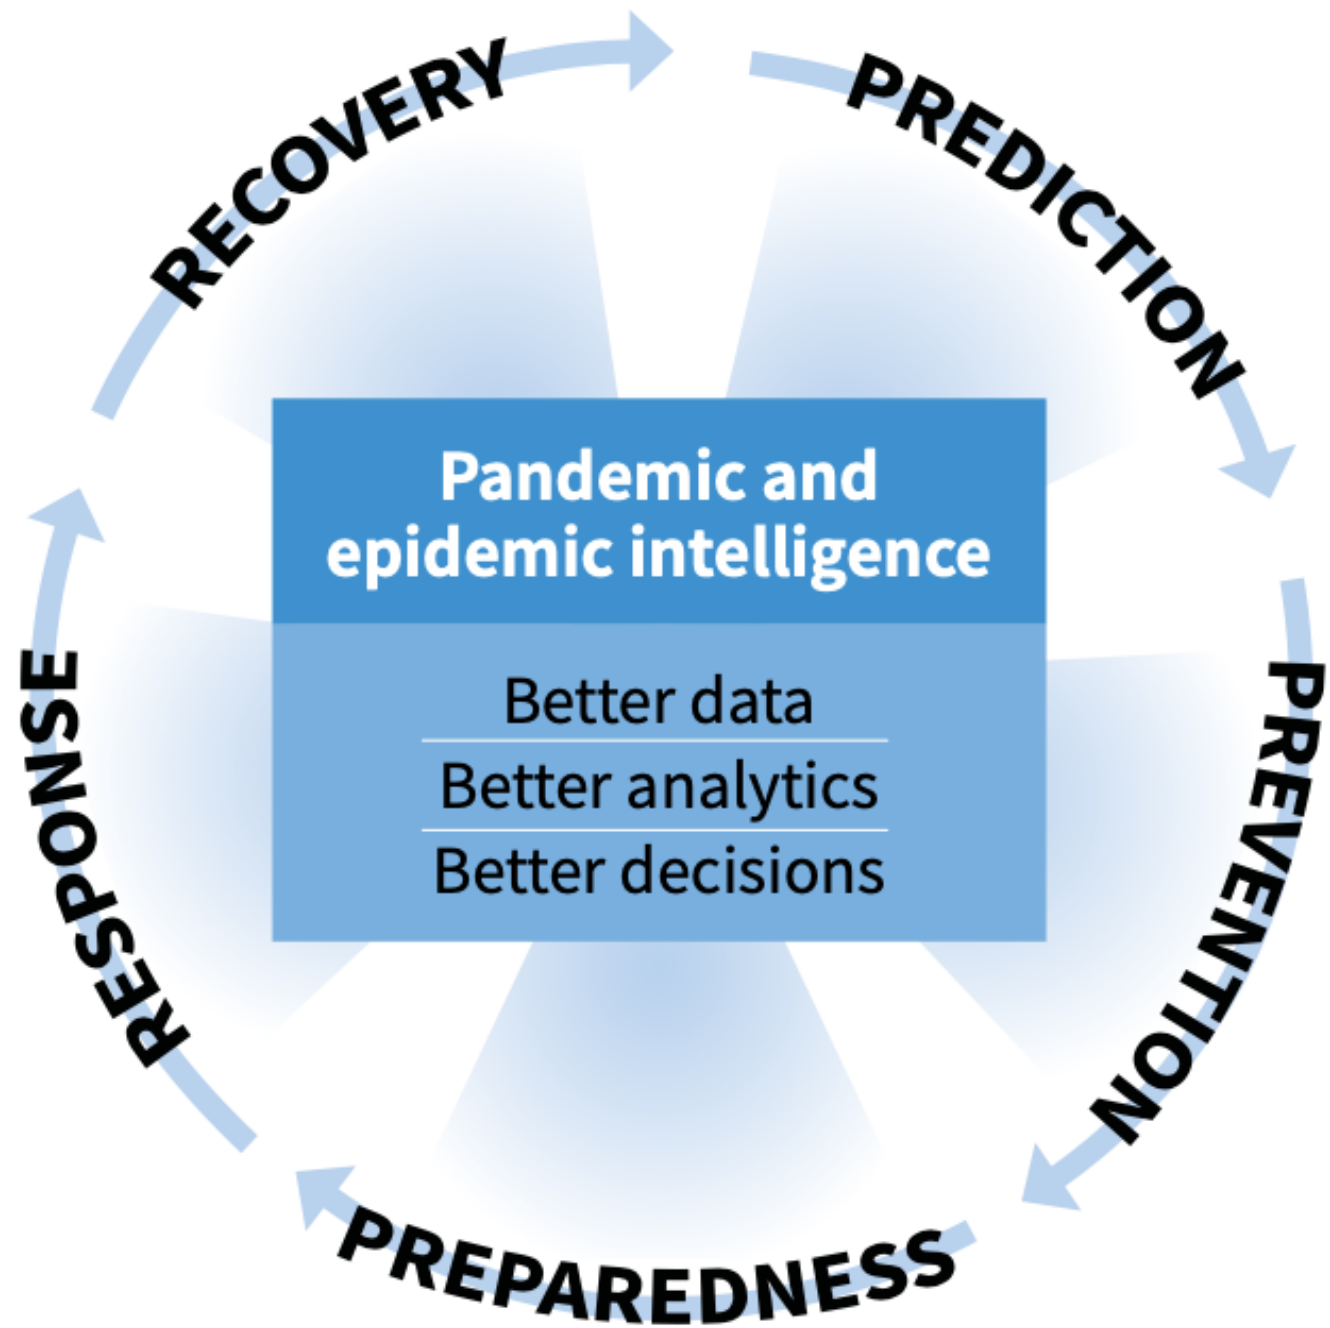 RECOVERY
PREDICTION
Pandemic and
epidemic intelligence
Better data
Better analytics
Better decisions
RESPONSE
PREVENTION
PREPAREDNESS